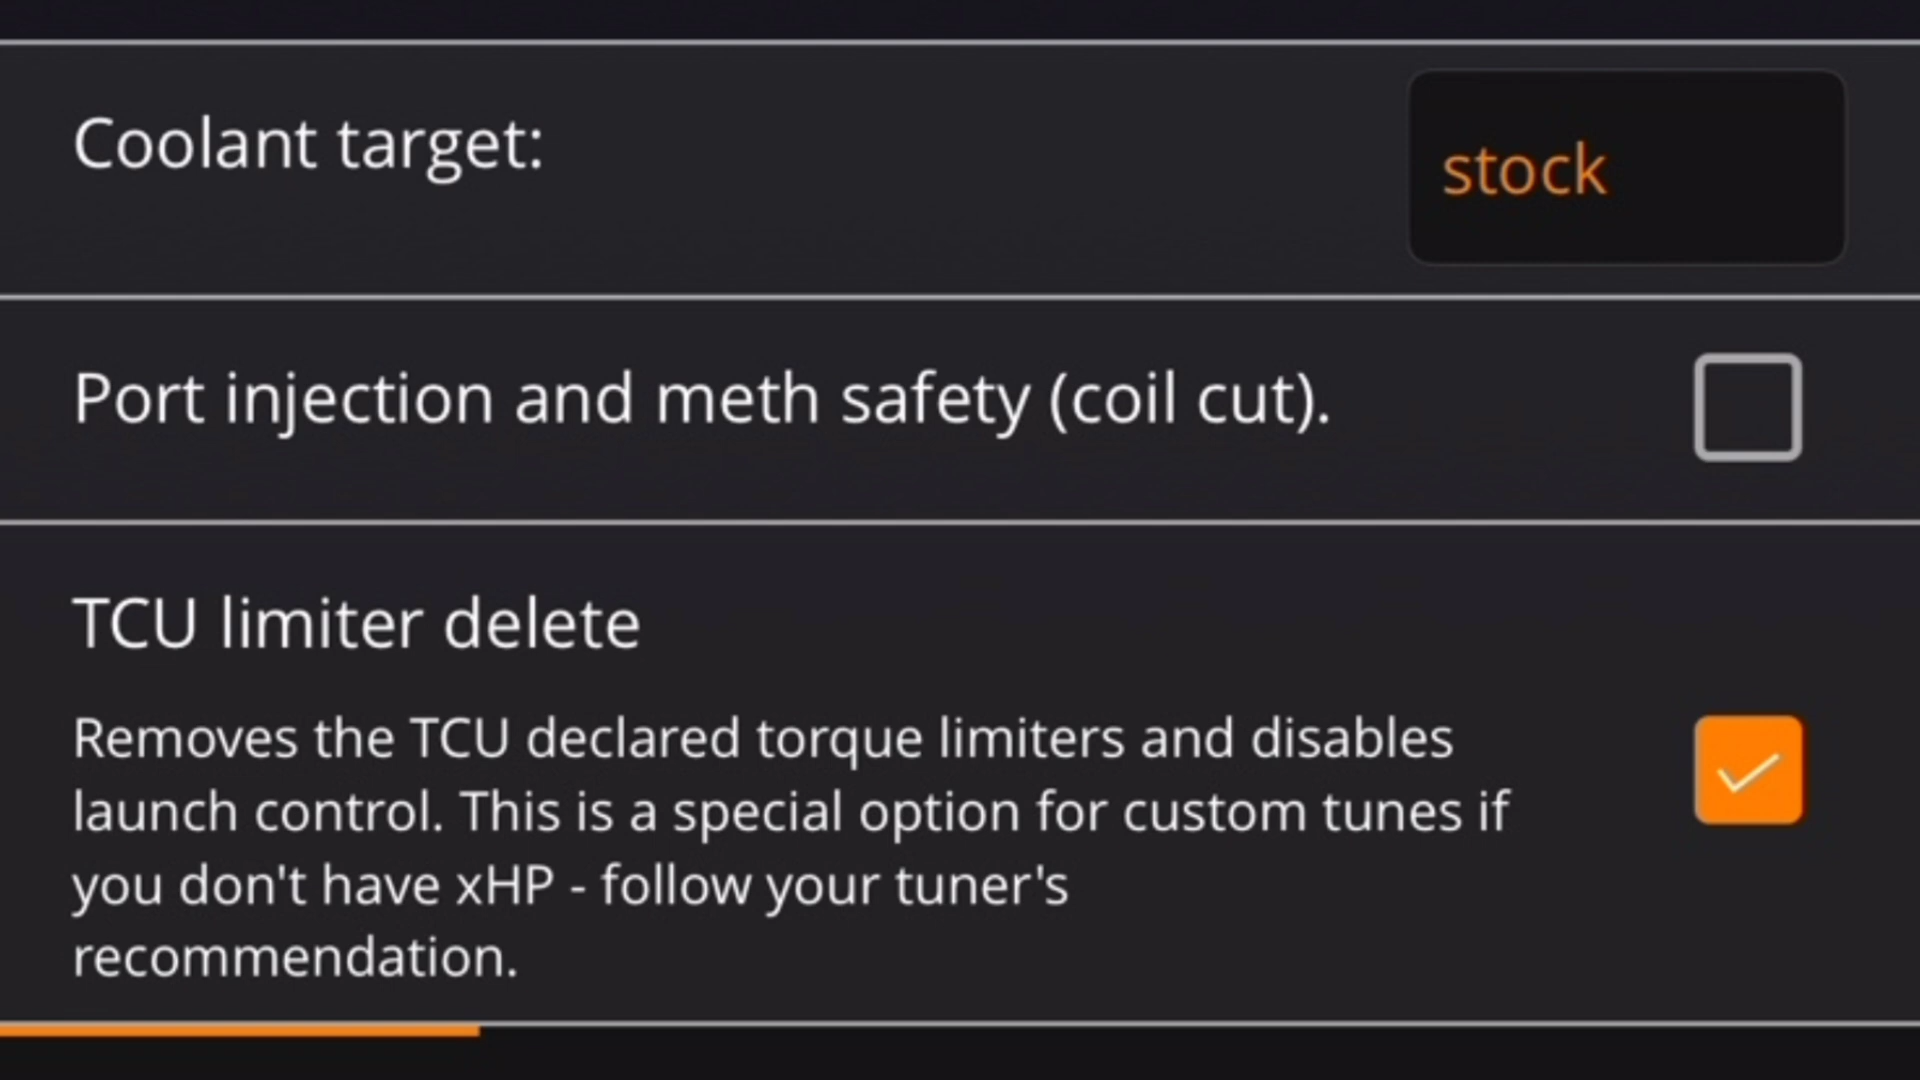 Coolant target:
stock
Port injection and meth safety (coil cut).
TCU limiter delete
Removes the TCU declared torque limiters and disables
launch control. This is a special option for custom tunes if
you don't have xHP - follow your tuner's
recommendation.